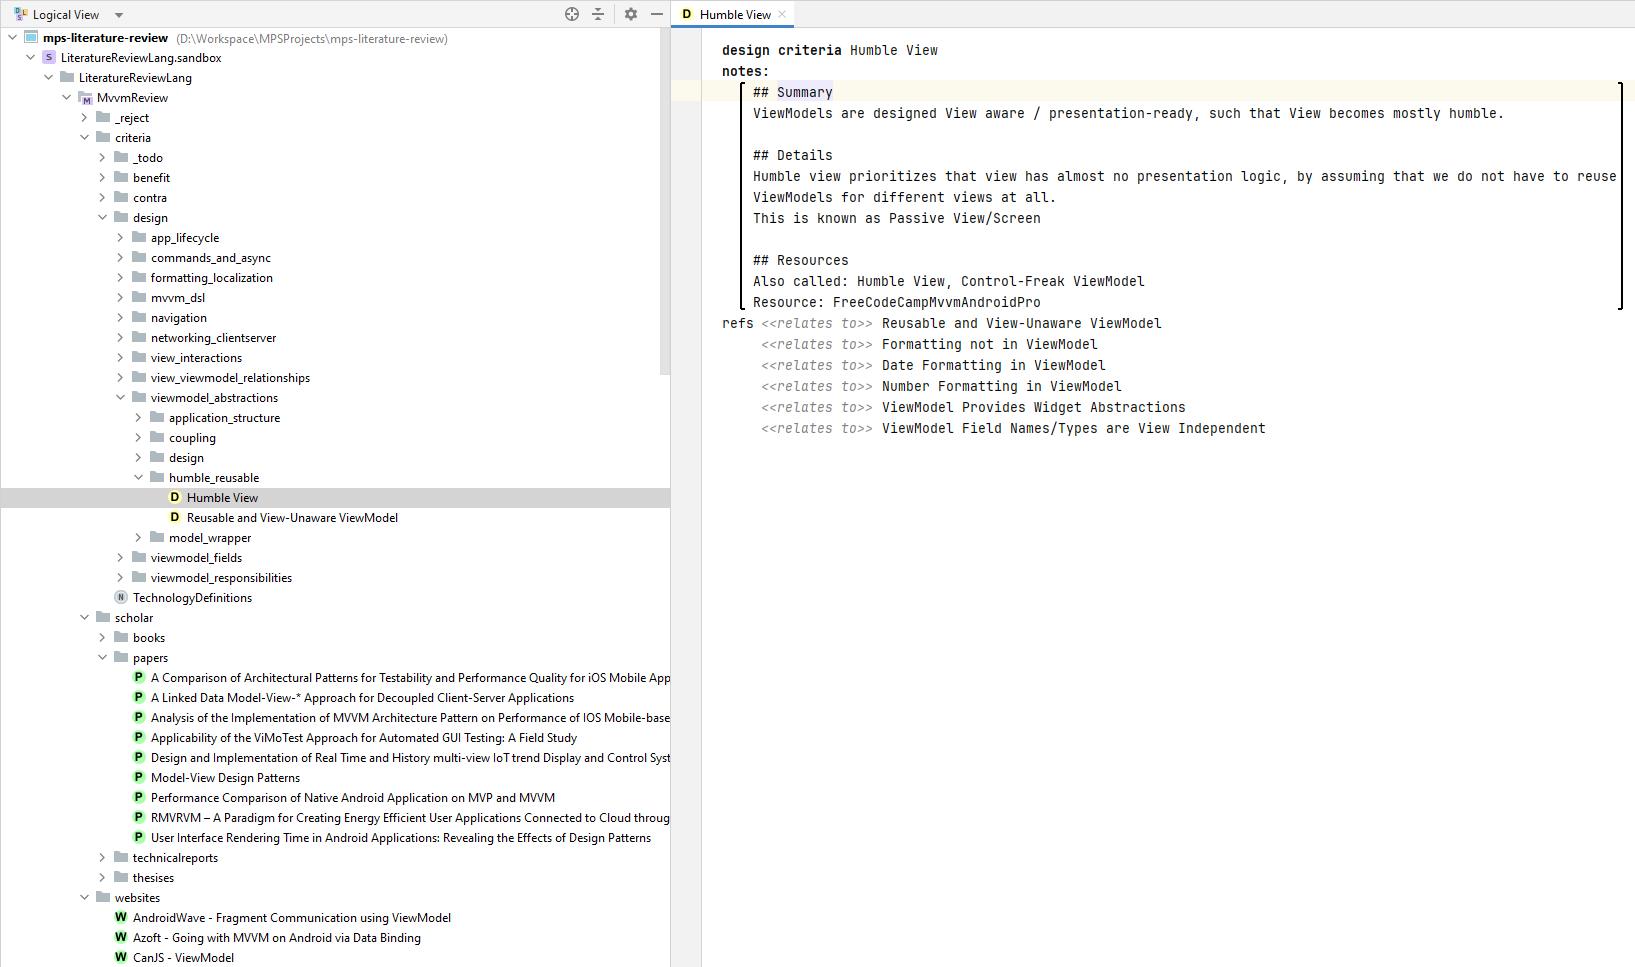 Logical View
mps-literature-review (D:\Workspace\MPSProjects\mps-literature-review)
S LiteratureReviewLang.sandbox
LiteratureReviewLang
M MvvmReview
_reject
criteria
_todo
benefit
contra
design
app_lifecycle
commands_and_async
formatting_localization
mvvm_dsl
navigation
networking_clientserver
view_interactions
view_viewmodel_relationships
viewmodel_abstractions
application_structure
coupling
design
humble_reusable
D Humble View
D Reusable and View-Unaware ViewModel
model_wrapper
viewmodel_fields
viewmodel_responsibilities
N TechnologyDefinitions
scholar
books
papers
P A Comparison of Architectural Patterns for Testability and Performance Quality for iOS Mobile App
P A Linked Data Model-View-* Approach for Decoupled Client-Server Applications
P Analysis of the Implementation of MVVM Architecture Pattern on Performance of IOS Mobile-base
P Applicability of the ViMoTest Approach for Automated GUI Testing: A Field Study
P Design and Implementation of Real Time and History multi-view IoT trend Display and Control Syst
P Model-View Design Patterns
P Performance Comparison of Native Android Application on MVP and MVVM
P RMVRVM – A Paradigm for Creating Energy Efficient User Applications Connected to Cloud throug
P User Interface Rendering Time in Android Applications: Revealing the Effects of Design Patterns
technicalreports
thesises
websites
W AndroidWave - Fragment Communication using ViewModel
W Azoft - Going with MVVM on Android via Data Binding
W CanJS - ViewModel
D Humble View
design criteria Humble View
notes:
## Summary
ViewModels are designed View aware / presentation-ready, such that View becomes mostly humble.
## Details
Humble view prioritizes that view has almost no presentation logic, by assuming that we do not have to reuse
ViewModels for different views at all.
This is known as Passive View/Screen
## Resources
Also called: Humble View, Control-Freak ViewModel
Resource: FreeCodeCampMvvmAndroidPro
refs <<relates to>> Reusable and View-Unaware ViewModel
<<relates to>> Formatting not in ViewModel
<<relates to>> Date Formatting in ViewModel
<<relates to>> Number Formatting in ViewModel
<<relates to>> ViewModel Provides Widget Abstractions
<<relates to>> ViewModel Field Names/Types are View Independent